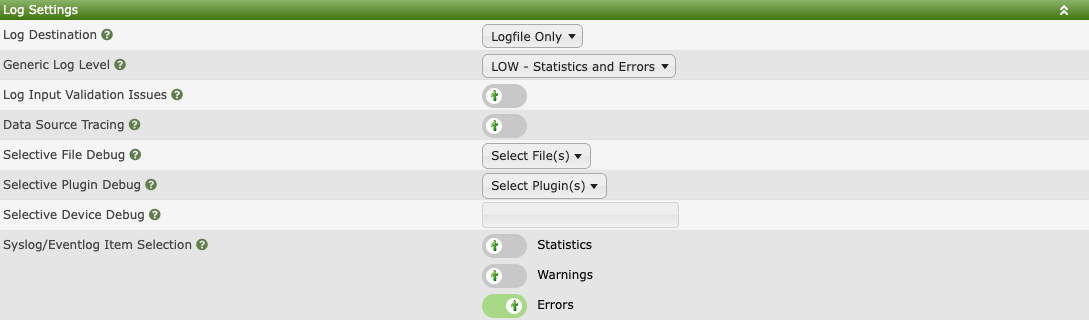 Log Settings
Log Destination
Logfile Only
Generic Log Level
LOW - Statistics and Errors
Log Input Validation Issues
Data Source Tracing
Selective File Debug
Select File(s)
Selective Plugin Debug
Select Plugin(s)
Selective Device Debug
Syslog/Eventlog Item Selection
Statistics
Warnings
Errors